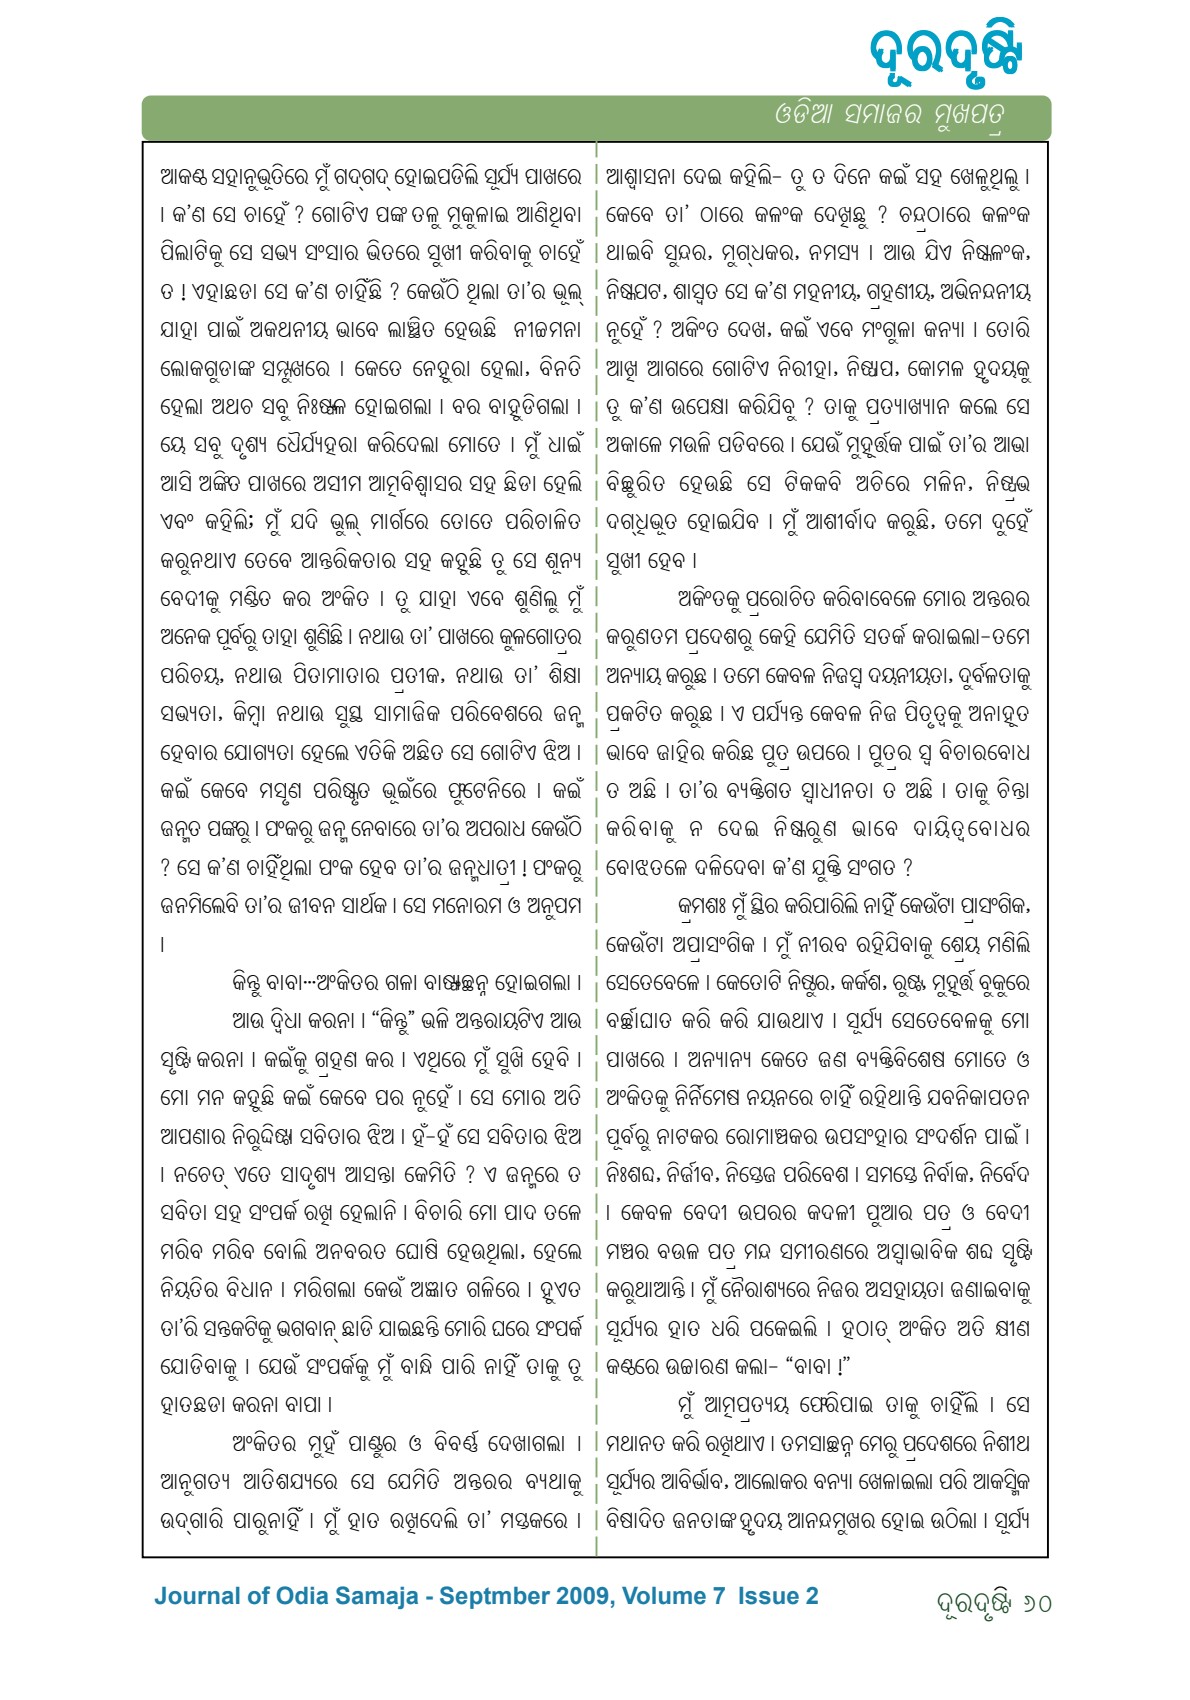 ଦୂରଦୃଷ୍ଟି
ଓଡିଆ ସମାଜର ମୁଖପତ୍ର
ଆକଣ୍ଠ ସହାନୁଭୂତିରେ ମୁଁ ଗଦ୍‌ଗଦ୍ ହୋଇପଡିଲି ସୂର୍ଯ୍ୟ ପାଖରେ
। କ’ଣ ସେ ଚାହେଁ ? ଗୋଟିଏ ପଙ୍କ ତଳୁ ମୁକୁଳାଇ ଆଣିଥିବା
ପିଲାଟିକୁ ସେ ସଭ୍ୟ ସଂସାର ଭିତରେ ସୁଖୀ କରିବାକୁ ଚାହେଁ
ତ ! ଏହାଛଡା ସେ କ’ଣ ଚାହିଁଛି ? କେଉଁଠି ଥିଲା ତା’ର ଭୂଲ୍
ଯାହା ପାଇଁ ଅକଥନୀୟ ଭାବେ ଲାଞ୍ଛିତ ହେଉଛି ନୀଚ୍ଚମନା
ଲୋକଗୁଡାଙ୍କ ସମ୍ମୁଖରେ । କେତେ ନେହୁରା ହେଲା, ବିନତି
ହେଲା ଅଥଚ ସବୁ ନିଃଷ୍ଫଳ ହୋଇଗଲା । ବର ବାହୁଡିଗଲା ।
ୟେ ସବୁ ଦୃଶ୍ୟ ଧୈର୍ଯ୍ୟହରା କରିଦେଲା ମୋତେ । ମୁଁ ଧାଇଁ
ଆସି ଅଙ୍କିତ ପାଖରେ ଅସୀମ ଆତ୍ମବିଶ୍ୱାସର ସହ ଛିଡା ହେଲି
ଏବଂ କହିଲି; ମୁଁ ଯଦି ଭୁଲ୍ ମାର୍ଗରେ ତୋତେ ପରିଚାଳିତ
କରୁନଥାଏ ତେବେ ଆନ୍ତରିକତାର ସହ କହୁଛି ତୁ ସେ ଶୂନ୍ୟ
ବେଦୀକୁ ମଣ୍ଡିତ କର ଅଂକିତ । ତୁ ଯାହା ଏବେ ଶୁଣିଲୁ ମୁଁ
ଅନେକ ପୂର୍ବରୁ ତାହା ଶୁଣିଛି । ନଥାଉ ତା’ ପାଖରେ କୁଳଗୋତ୍ରର
ପରିଚୟ, ନଥାଉ ପିତାମାତାର ପ୍ରତୀକ, ନଥାଉ ତା’ ଶିକ୍ଷା
ସଭ୍ୟତା, କିମ୍ବା ନଥାଉ ସୁସ୍ଥ ସାମାଜିକ ପରିବେଶରେ ଜନ୍ମ
ହେବାର ଯୋଗ୍ୟତା ହେଲେ ଏତିକି ଅଛିତ ସେ ଗୋଟିଏ ଝିଅ ।
କଇଁ କେବେ ମସୃଣ ପରିଷ୍କୃତ ଭୂଇଁରେ ଫୁଟେନିରେ । କଇଁ
ଜନ୍ମତ ପଙ୍କରୁ । ପଂକରୁ ଜନ୍ମ ନେବାରେ ତା’ର ଅପରାଧ କେଉଁଠି
? ସେ କ’ଣ ଚାହିଁଥିଲା ପଂକ ହେବ ତା’ର ଜନ୍ମଧାତ୍ରୀ ! ପଂକରୁ
ଜନମିଲେବି ତା’ର ଜୀବନ ସାର୍ଥକ । ସେ ମନୋରମ ଓ ଅନୁପମ
।
କିନ୍ତୁ ବାବା…ଅଂକିତର ଗଳା ବାଷ୍ପାଚ୍ଛନ୍ନ ହୋଇଗଲା ।
ଆଉ ଦ୍ୱିଧା କରନା । “କିନ୍ତୁ” ଭଳି ଅନ୍ତରାୟଟିଏ ଆଉ
ସୃଷ୍ଟି କରନା । କଇଁକୁ ଗ୍ରହଣ କର । ଏଥିରେ ମୁଁ ସୁଖି ହେବି ।
ମୋ ମନ କହୁଛି କଇଁ କେବେ ପର ନୁହେଁ । ସେ ମୋର ଅତି
ଆପଣାର ନିରୁଦ୍ଦିଷ୍ଟା ସବିତାର ଝିଅ । ହଁ-ହଁ ସେ ସବିତାର ଝିଅ
। ନଚେତ୍ ଏତେ ସାଦୃଶ୍ୟ ଆସନ୍ତା କେମିତି ? ଏ ଜନ୍ମରେ ତ
ସବିତା ସହ ସଂପର୍କ ରଖି ହେଲାନି । ବିଚାରି ମୋ ପାଦ ତଳେ
ମରିବ ମରିବ ବୋଲି ଅନବରତ ଘୋଷି ହେଉଥିଲା, ହେଲେ
ନିୟତିର ବିଧାନ । ମରିଗଲା କେଉଁ ଅଜ୍ଞାତ ଗଳିରେ । ହୁଏତ
ତା’ରି ସନ୍ତକଟିକୁ ଭଗବାନ୍ ଛାଡି ଯାଇଛନ୍ତି ମୋରି ଘରେ ସଂପର୍କ
ଯୋଡିବାକୁ । ଯେଉଁ ସଂପର୍କକୁ ମୁଁ ବାନ୍ଧି ପାରି ନାହିଁ ତାକୁ ତୁ
ହାତଛଡା କରନା ବାପା ।
ଅଂକିତର ମୁହଁ ପାଣ୍ଡୁର ଓ ବିବର୍ଣ୍ଣ ଦେଖାଗଲା ।
ଆନୁଗତ୍ୟ ଆତିଶଯ୍ୟରେ ସେ ଯେମିତି ଅନ୍ତରର ବ୍ୟଥାକୁ
ଉଦ୍‌ଗାରି ପାରୁନାହିଁ । ମୁଁ ହାତ ରଖିଦେଲି ତା’ ମସ୍ତକରେ ।
ଆଶ୍ୱାସନା ଦେଇ କହିଲି- ତୁ ତ ଦିନେ କଇଁ ସହ ଖେଳୁଥିଲୁ ।
କେବେ ତା’ ଠାରେ କଳଂକ ଦେଖିଛୁ ? ଚନ୍ଦ୍ରଠାରେ କଳଂକ
ଥାଇବି ସୁନ୍ଦର, ମୁଗ୍ଧକର, ନମସ୍ୟ । ଆଉ ଯିଏ ନିଷ୍କଳଂକ,
ନିଷ୍କପଟ, ଶାସ୍ୱତ ସେ କ’ଣ ମହନୀୟ, ଗ୍ରହଣୀୟ, ଅଭିନନ୍ଦନୀୟ
ନୁହେଁ ? ଅକିଂତ ଦେଖ, କଇଁ ଏବେ ମଂଗୁଳା କନ୍ୟା । ତୋରି
ଆଖି ଆଗରେ ଗୋଟିଏ ନିରୀହା, ନିଷ୍ପାପ, କୋମଳ ହୃଦୟକୁ
ତୁ କ’ଣ ଉପେକ୍ଷା କରିଯିବୁ ? ତାକୁ ପ୍ରତ୍ୟାଖ୍ୟାନ କଲେ ସେ
ଅକାଳେ ମଉଳି ପଡିବରେ । ଯେଉଁ ମୁହୂର୍ତ୍ତକ ପାଇଁ ତା’ର ଆଭା
ବିଚ୍ଛୁରିତ ହେଉଛି ସେ ଟିକକବି ଅଚିରେ ମଳିନ, ନିଷ୍ପ୍ରଭ
ଦଗ୍ଧିଭୂତ ହୋଇଯିବ । ମୁଁ ଆଶୀର୍ବାଦ କରୁଛି, ତମେ ଦୁହେଁ
ସୁଖୀ ହେବ ।
ଅକିଂତକୁ ପ୍ରରୋଚିତ କରିବାବେଳେ ମୋର ଅନ୍ତରର
କରୁଣତମ ପ୍ରଦେଶରୁ କେହି ଯେମିତି ସତର୍କ କରାଇଲା-ତମେ
ଅନ୍ୟାୟ କରୁଛ । ତମେ କେବଳ ନିଜସ୍ୱ ଦୟନୀୟତା, ଦୁର୍ବଳତାକୁ
ପ୍ରକଟିତ କରୁଛ । ଏ ପର୍ଯ୍ୟନ୍ତ କେବଳ ନିଜ ପିତୃତ୍ୱକୁ ଅନାହୂତ
ଭାବେ ଜାହିର କରିଛ ପୁତ୍ର ଉପରେ । ପୁତ୍ରର ସ୍ୱ ବିଚାରବୋଧ
ତ ଅଛି । ତା’ର ବ୍ୟକ୍ତିଗତ ସ୍ୱାଧୀନତା ତ ଅଛି । ତାକୁ ଚିନ୍ତା
କରିବାକୁ ନ ଦେଇ ନିଷ୍କରୁଣ ଭାବେ ଦାୟିତ୍ୱବୋଧର
ବୋଝତଳେ ଦଳିଦେବା କ’ଣ ଯୁକ୍ତି ସଂଗତ ?
କ୍ରମଶଃ ମୁଁ ସ୍ଥିର କରିପାରିଲି ନାହିଁ କେଉଁଟା ପ୍ରାସଂଗିକ,
କେଉଁଟା ଅପ୍ରାସଂଗିକ । ମୁଁ ନୀରବ ରହିଯିବାକୁ ଶ୍ରେୟ ମଣିଲି
ସେତେବେଳେ । କେତୋଟି ନିଷ୍ଠୁର, କର୍କଶ, ରୁଷ୍ଟ, ମୁହୂର୍ତ୍ତ ବୁକୁରେ
ବର୍ଚ୍ଛାଘାତ କରି କରି ଯାଉଥାଏ । ସୂର୍ଯ୍ୟ ସେତେବେଳକୁ ମୋ
ପାଖରେ । ଅନ୍ୟାନ୍ୟ କେତେ ଜଣ ବ୍ୟକ୍ତିବିଶେଷ ମୋତେ ଓ
ଅଂକିତକୁ ନିର୍ନିମେଷ ନୟନରେ ଚାହିଁ ରହିଥାନ୍ତି ଯବନିକାପତନ
ପୂର୍ବରୁ ନାଟକର ରୋମାଞ୍ଚକର ଉପସଂହାର ସଂଦର୍ଶନ ପାଇଁ ।
ନିଃଶବ୍ଦ, ନିର୍ଜୀବ, ନିସ୍ତେଜ ପରିବେଶ । ସମସ୍ତେ ନିର୍ବାକ, ନିର୍ବେଦ
। କେବଳ ବେଦୀ ଉପରର କଦଳୀ ପୁଆର ପତ୍ର ଓ ବେଦୀ
ମଞ୍ଚର ବଉଳ ପତ୍ର ମନ୍ଦ ସମୀରଣରେ ଅସ୍ୱାଭାବିକ ଶବ୍ଦ ସୃଷ୍ଟି
କରୁଥାଆନ୍ତି । ମୁଁ ନୈରାଶ୍ୟରେ ନିଜର ଅସହାୟତା ଜଣାଇବାକୁ
ସୂର୍ଯ୍ୟର ହାତ ଧରି ପକେଇଲି । ହଠାତ୍ ଅଂକିତ ଅତି କ୍ଷୀଣ
କଣ୍ଠରେ ଉଚ୍ଚାରଣ କଲା- “ବାବା !”
ମୁଁ ଆତ୍ମପ୍ରତ୍ୟୟ ଫେରିପାଇ ତାକୁ ଚାହିଁଲି । ସେ
ମଥାନତ କରି ରଖିଥାଏ । ତମସାଚ୍ଛନ୍ନ ମେରୁ ପ୍ରଦେଶରେ ନିଶୀଥ
ସୂର୍ଯ୍ୟର ଆବିର୍ଭାବ, ଆଲୋକର ବନ୍ୟା ଖେଳାଇଲା ପରି ଆକସ୍ମିକ
ବିଷାଦିତ ଜନତାଙ୍କ ହୃଦୟ ଆନନ୍ଦମୁଖର ହୋଇ ଉଠିଲା । ସୂର୍ଯ୍ୟ
Journal of Odia Samaja - Septmber 2009, Volume 7 Issue 2
ଦୂରଦୃଷ୍ଟି ୬୦